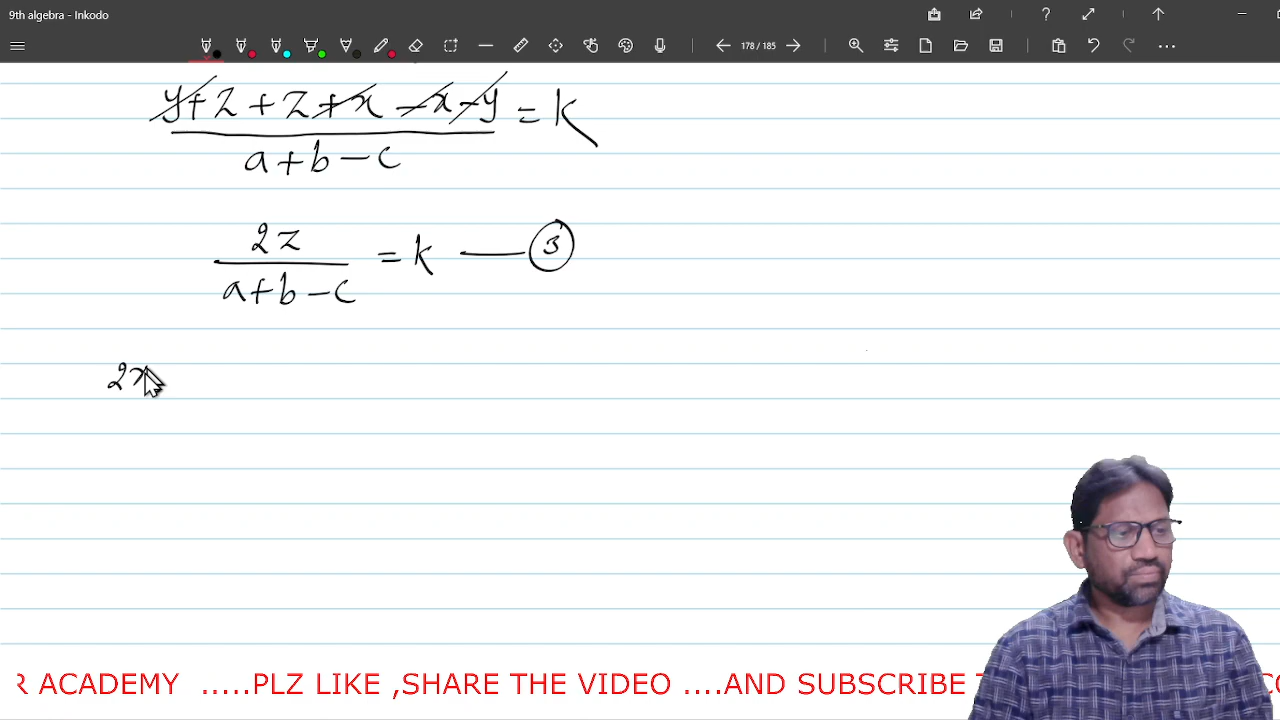 9th algebra - Inkodo
178 / 185
y+z+z+x-x-y = k
a+b-c
2z = k — 3
a+b-c
2x
R ACADEMY .....PLZ LIKE ,SHARE THE VIDEO ....AND SUBSCRIBE